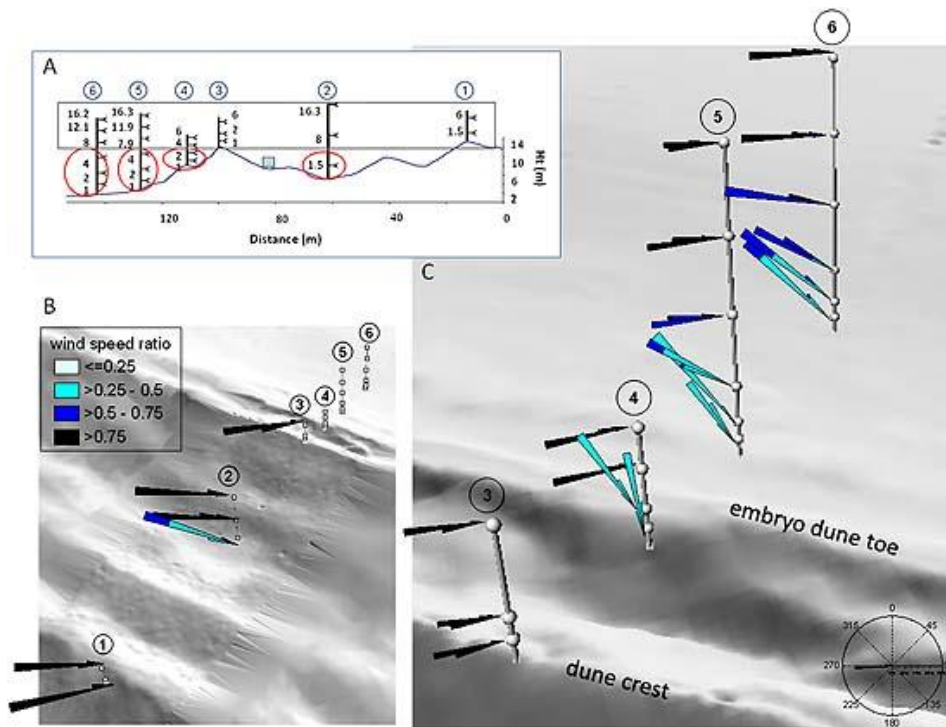 A
6 5 4 3 2 1
16.2 16.3 16.3
12.1 11.9 6 6 6
8 7.9 4 2 8 1.5
4 4 2 1 1.5
2 2 1
1 1
14
10
6
2
Ht (m)
120 80 40 0
Distance (m)
B
wind speed ratio
<=0.25
>0.25 - 0.5
>0.5 - 0.75
>0.75
6
5
4
3
2
1
C
6
5
4
3
embryo dune toe
dune crest
0
315 45
270
225 135
180